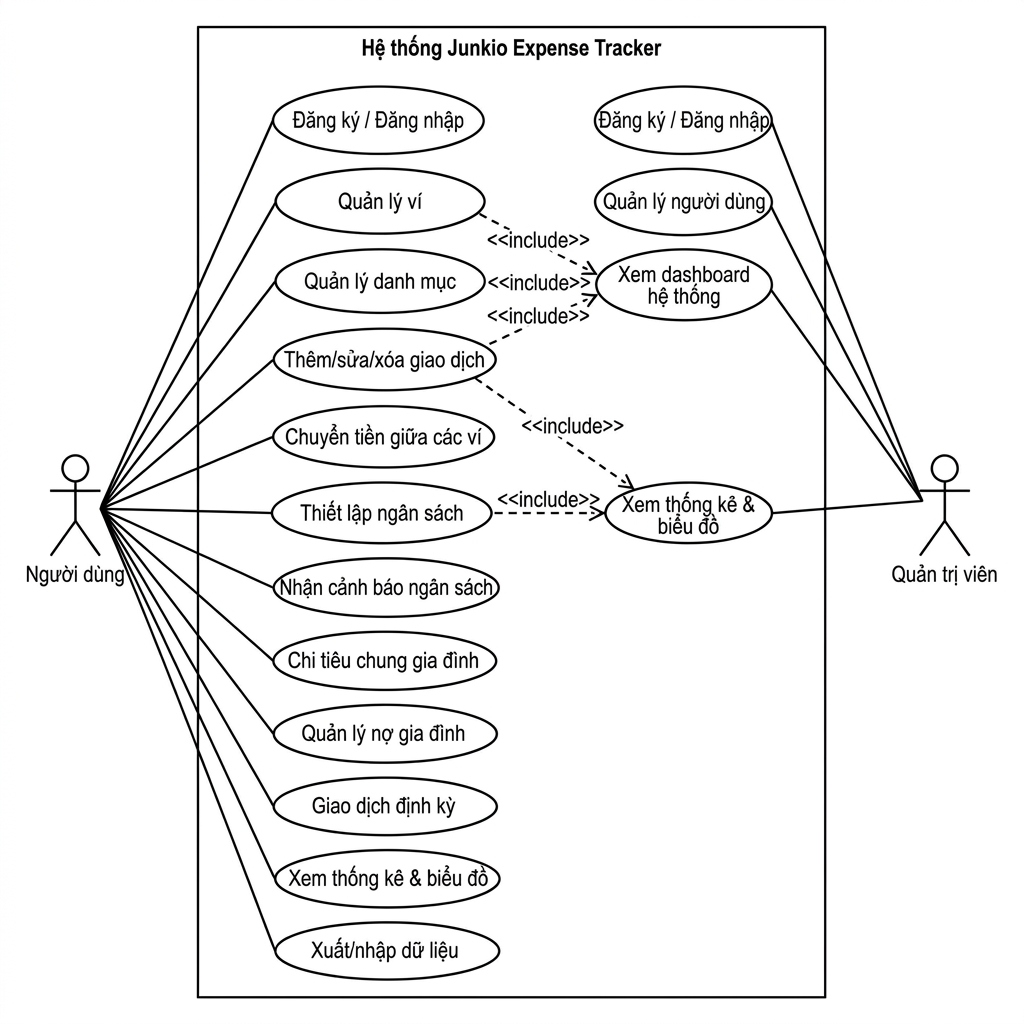 Hệ thống Junkio Expense Tracker
Đăng ký / Đăng nhập
Quản lý ví
Quản lý danh mục
Thêm/sửa/xóa giao dịch
Chuyển tiền giữa các ví
Thiết lập ngân sách
Nhận cảnh báo ngân sách
Chi tiêu chung gia đình
Quản lý nợ gia đình
Giao dịch định kỳ
Xem thống kê & biểu đồ
Xuất/nhập dữ liệu
<<include>>
<<include>>
<<include>>
<<include>>
<<include>>
Đăng ký / Đăng nhập
Quản lý người dùng
Xem dashboard
hệ thống
Xem thống kẻ &
biểu đồ
Người dùng
Quản trị viên